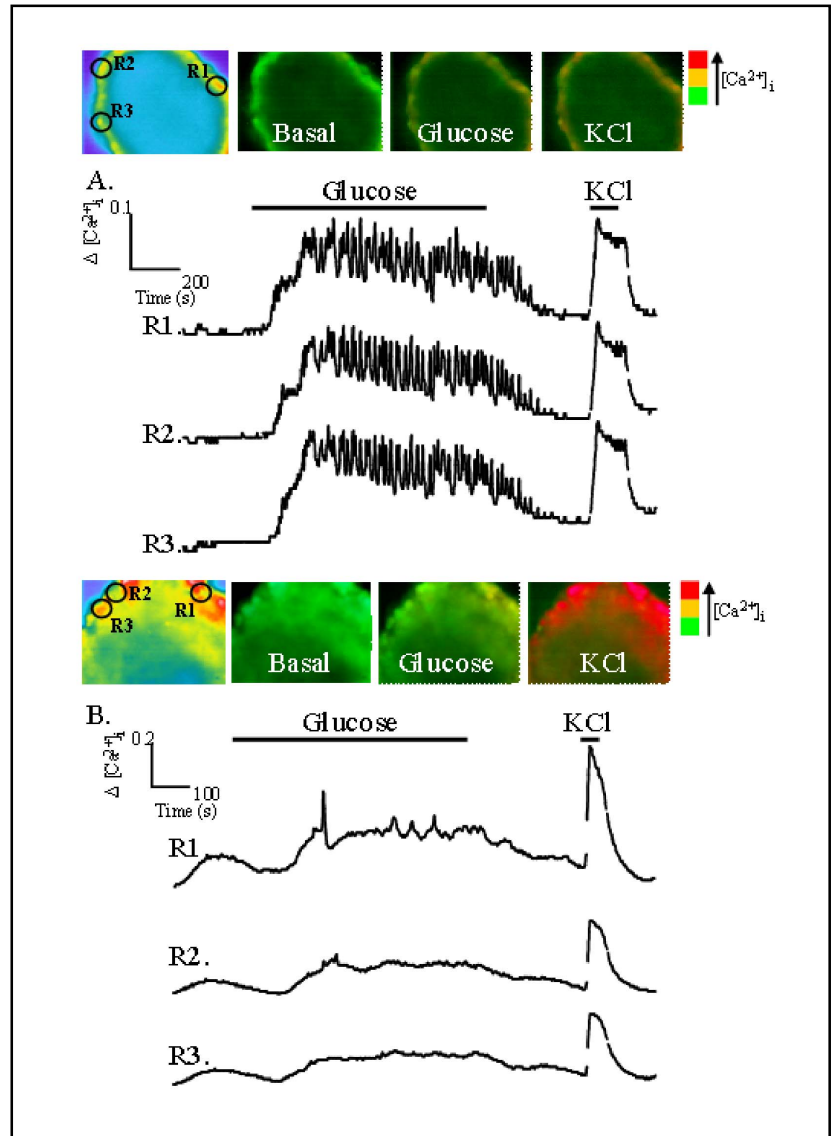 R2 R1
R3
Basal Glucose KCl
[Ca²⁺]i
A.
Glucose KCl
0.1
Δ [Ca²⁺]i
200
Time (s)
R1.
R2.
R3.
R2 R1
R3
Basal Glucose KCl
[Ca²⁺]i
B.
Glucose KCl
0.2
Δ [Ca²⁺]i
100
Time (s)
R1
R2.
R3.